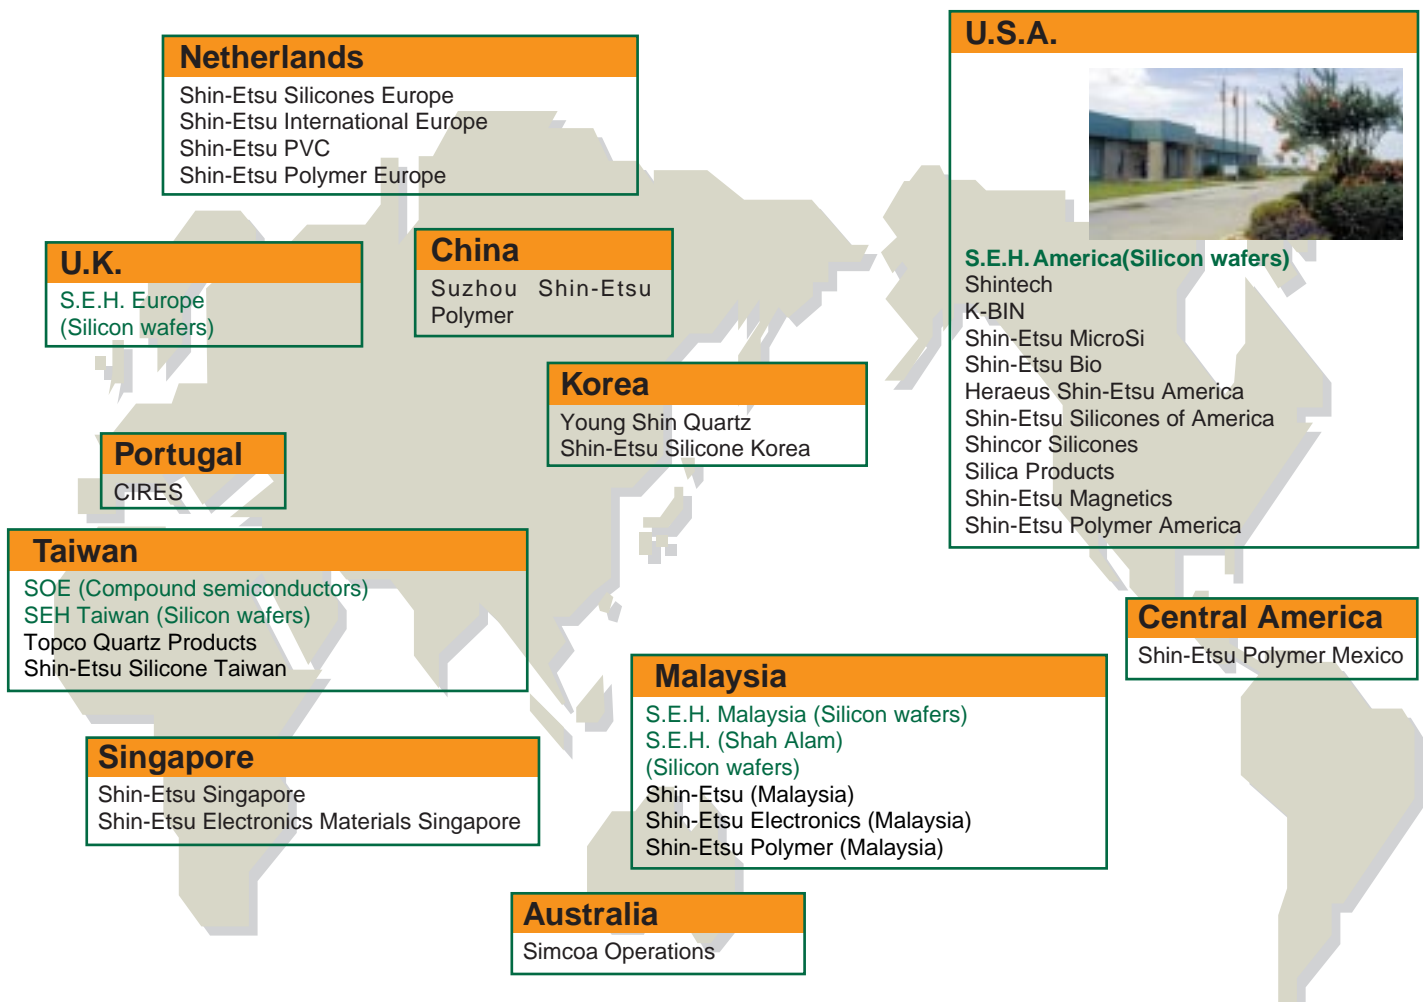 Netherlands
Shin-Etsu Silicones Europe
Shin-Etsu International Europe
Shin-Etsu PVC
Shin-Etsu Polymer Europe
U.S.A.
S.E.H. America(Silicon wafers)
Shintech
K-BIN
Shin-Etsu MicroSi
Shin-Etsu Bio
Heraeus Shin-Etsu America
Shin-Etsu Silicones of America
Shincor Silicones
Silica Products
Shin-Etsu Magnetics
Shin-Etsu Polymer America
U.K.
S.E.H. Europe
(Silicon wafers)
China
Suzhou Shin-Etsu
Polymer
Korea
Young Shin Quartz
Shin-Etsu Silicone Korea
Portugal
CIRES
Taiwan
SOE (Compound semiconductors)
SEH Taiwan (Silicon wafers)
Topco Quartz Products
Shin-Etsu Silicone Taiwan
Central America
Shin-Etsu Polymer Mexico
Malaysia
S.E.H. Malaysia (Silicon wafers)
S.E.H. (Shah Alam)
(Silicon wafers)
Shin-Etsu (Malaysia)
Shin-Etsu Electronics (Malaysia)
Shin-Etsu Polymer (Malaysia)
Singapore
Shin-Etsu Singapore
Shin-Etsu Electronics Materials Singapore
Australia
Simcoa Operations